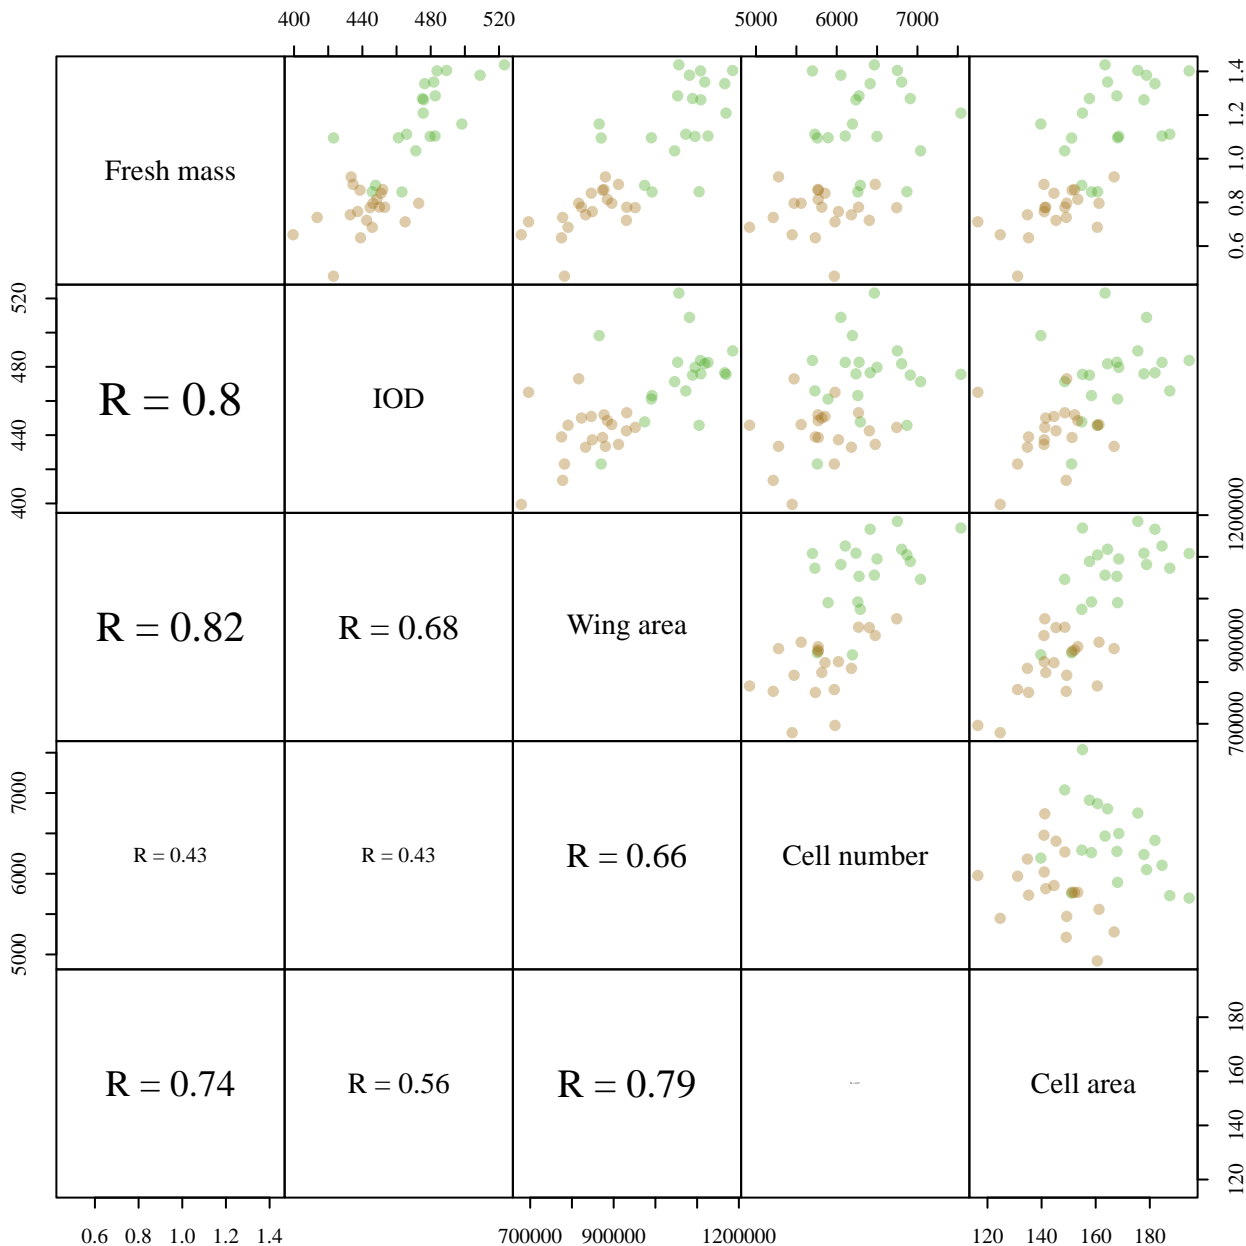 400 440 480 520 5000 6000 7000
Fresh mass
0.6 0.8 1.0 1.2 1.4
400 440 480 520
R = 0.8
IOD
R = 0.82
R = 0.68
Wing area
700000 900000 1200000
5000 6000 7000
R = 0.43
R = 0.43
R = 0.66
Cell number
R = 0.74
R = 0.56
R = 0.79
Cell area
120 140 160 180
0.6 0.8 1.0 1.2 1.4 700000 900000 1200000 120 140 160 180